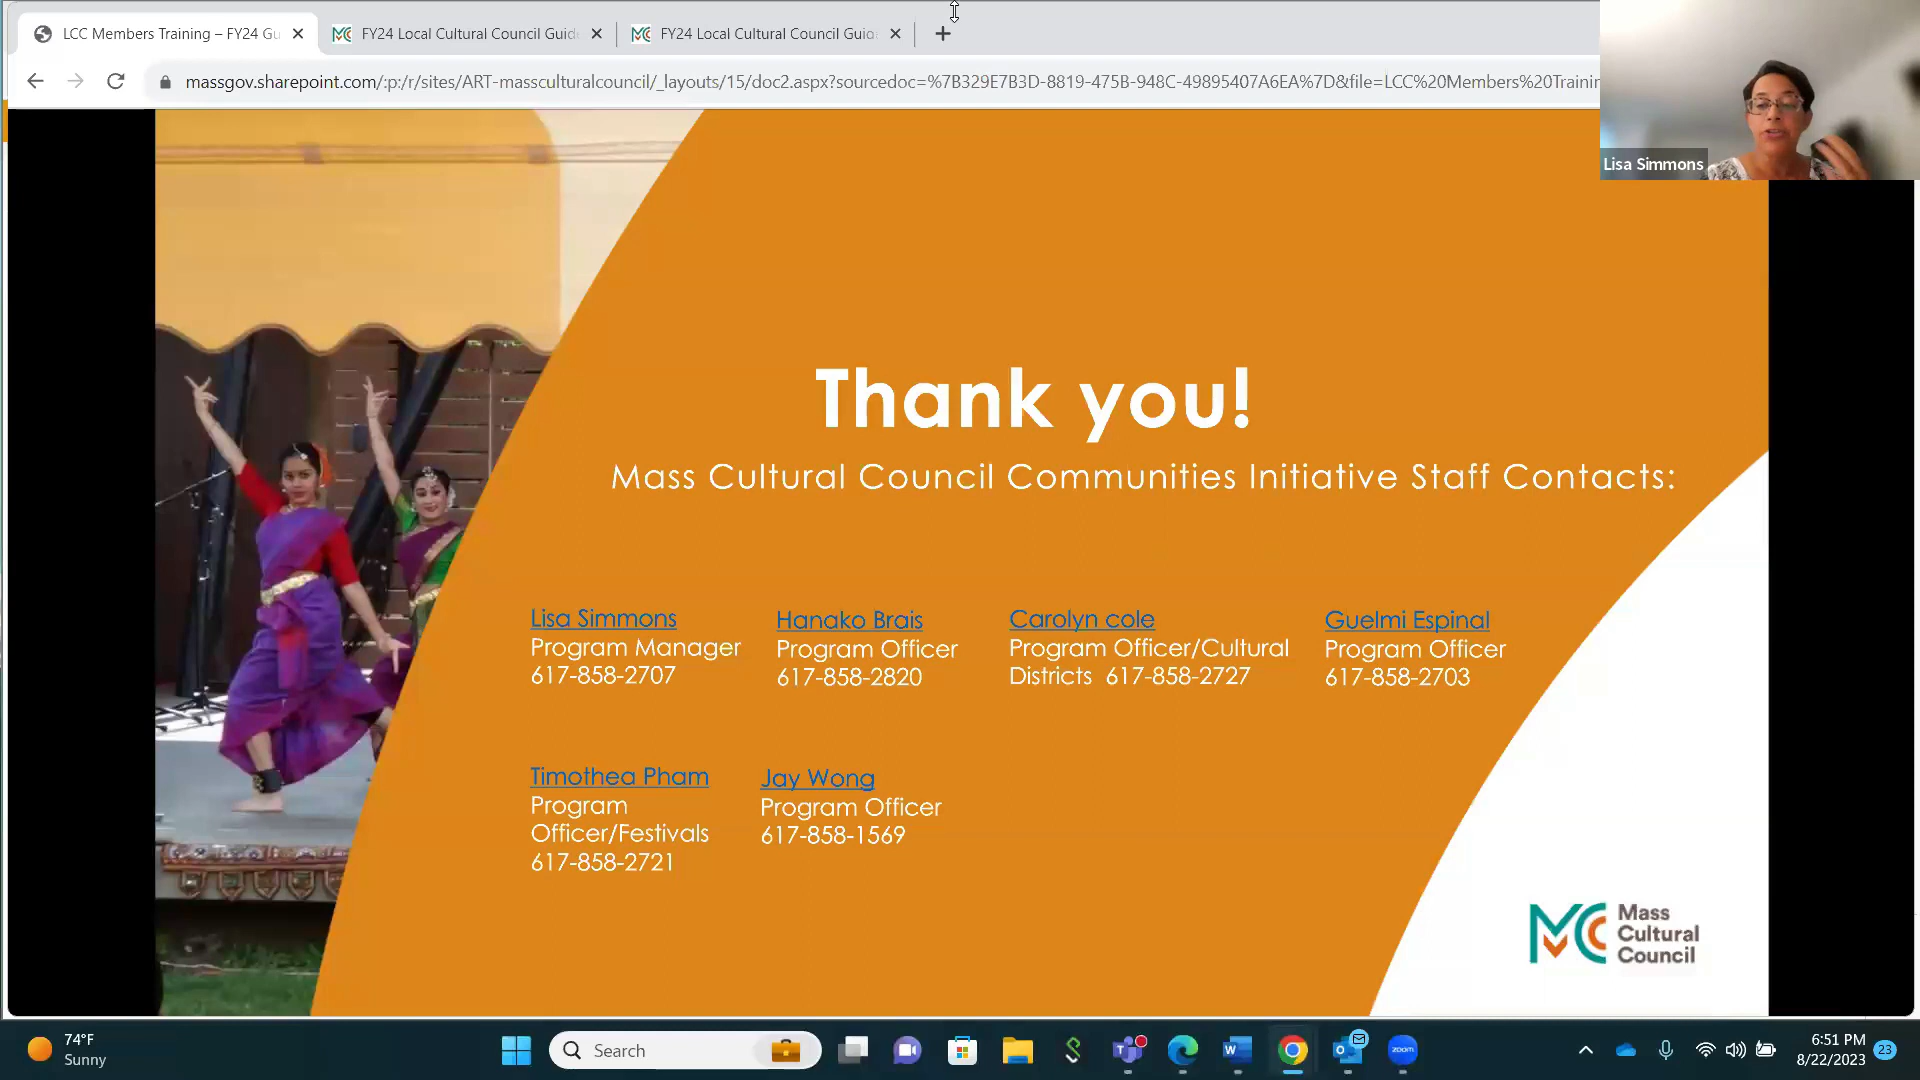 LCC Members Training – FY24 Gu
FY24 Local Cultural Council Guid
FY24 Local Cultural Council Guid
massgov.sharepoint.com/:p:/r/sites/ART-massculturalcouncil/_layouts/15/doc2.aspx?sourcedoc=%7B329E7B3D-8819-475B-948C-49895407A6EA%7D&file=LCC%20Members%20Trainin
Lisa Simmons
Thank you!
Mass Cultural Council Communities Initiative Staff Contacts:
Lisa Simmons
Program Manager
617-858-2707
Hanako Brais
Program Officer
617-858-2820
Carolyn cole
Program Officer/Cultural
Districts 617-858-2727
Guelmi Espinal
Program Officer
617-858-2703
Timothea Pham
Program
Officer/Festivals
617-858-2721
Jay Wong
Program Officer
617-858-1569
Mass
Cultural
Council
74°F
Sunny
Search
zoom
6:51 PM
8/22/2023
23